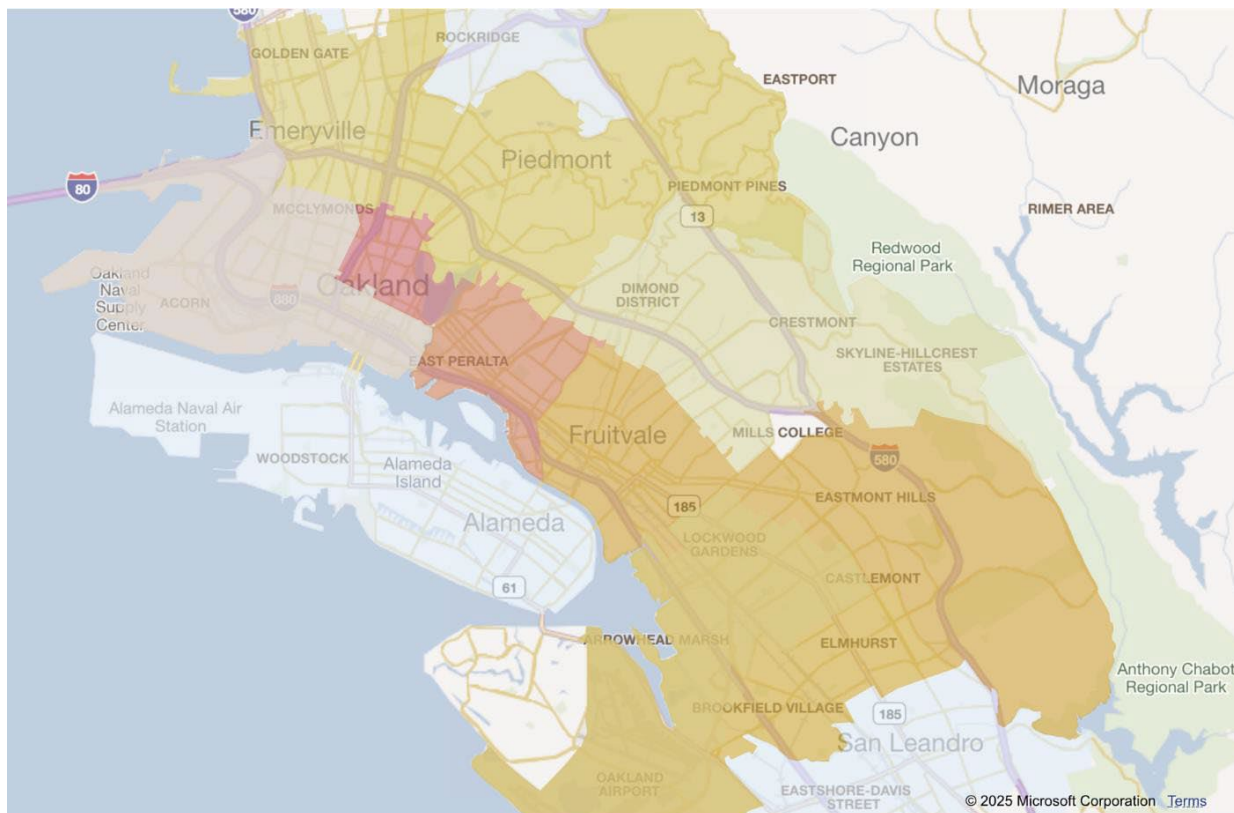 580
GOLDEN GATE
ROCKRIDGE
EASTPORT
Moraga
Emeryville
Canyon
Piedmont
80
PIEDMONT PINES
MCCLYMONDS
13
RIMER AREA
Redwood
Regional Park
Oakland
Naval
Supply
Center
ACORN
880
Oakland
DIMOND
DISTRICT
CRESTMONT
SKYLINE-HILLCREST
ESTATES
EAST PERALTA
Alameda Naval Air
Station
WOODSTOCK
Alameda
Island
Fruitvale
MILLS COLLEGE
580
EASTMONT HILLS
185
Alameda
LOCKWOOD
GARDENS
CASTLEMONT
61
ARROWHEAD MARSH
ELMHURST
Anthony Chabot
Regional Park
BROOKFIELD VILLAGE
185
San Leandro
OAKLAND
AIRPORT
EASTSHORE-DAVIS
STREET
© 2025 Microsoft Corporation Terms